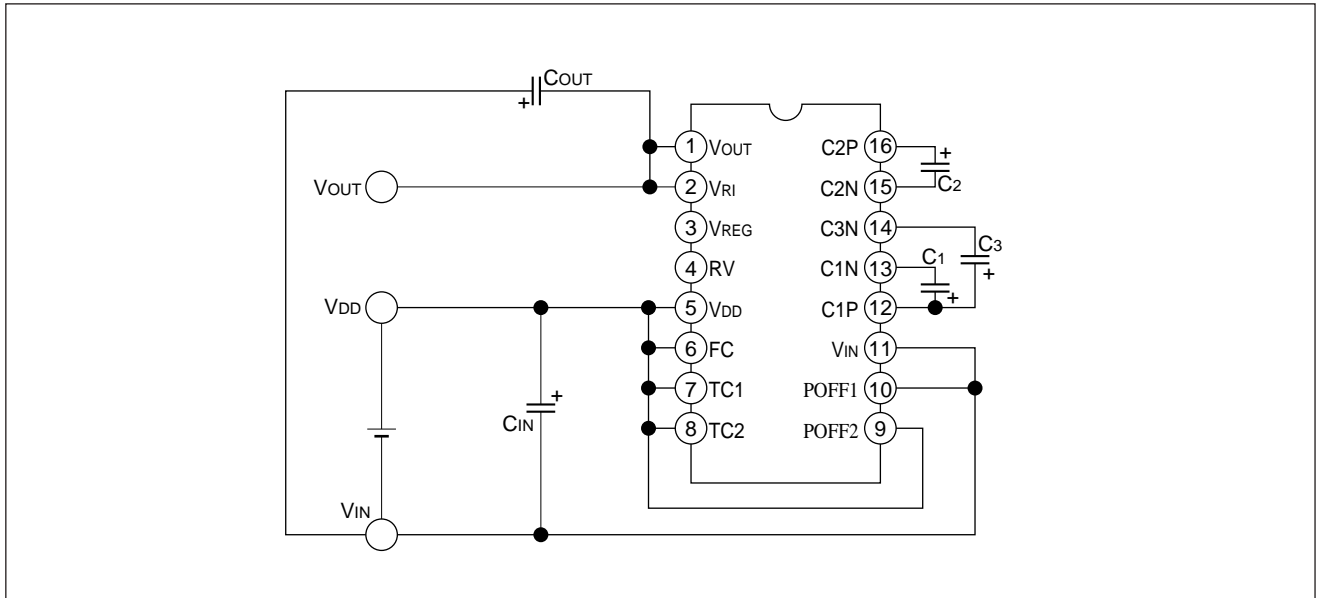 COUT
+
1 VOUT
C2P 16
+
VOUT
2 VRI
C2N 15
C2
3 VREG
C3N 14
C3
4 RV
C1N 13
C1
+
+
VDD
5 VDD
C1P 12
6 FC
VIN 11
7 TC1
POFF1 10
+
CIN
8 TC2
POFF2 9
VIN